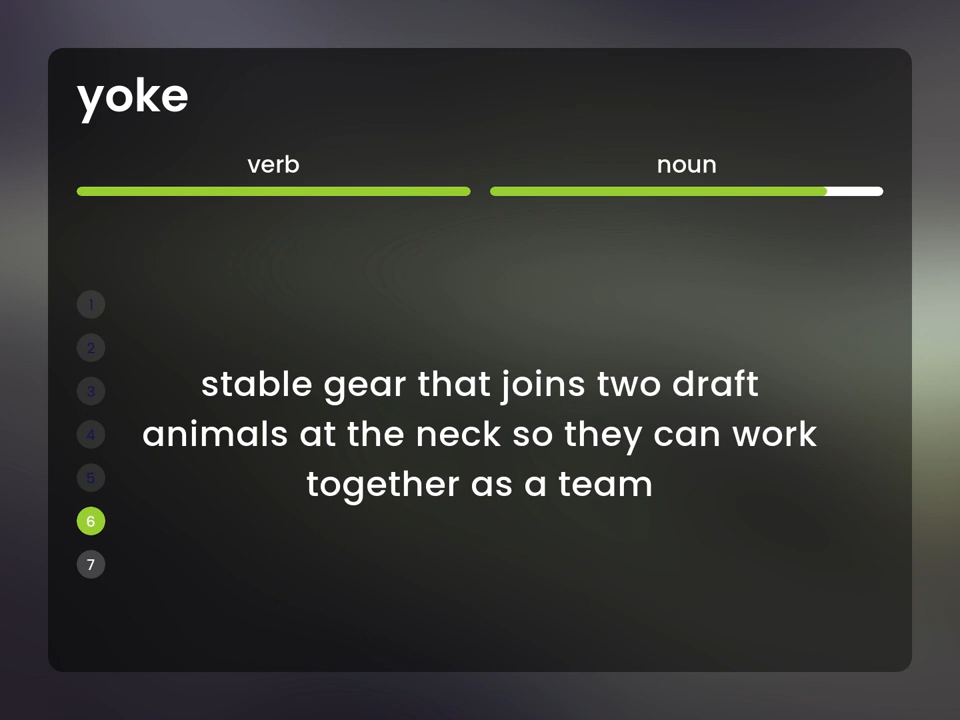 yoke
verb
noun
1
2
3
4
5
6
7
stable gear that joins two draft
animals at the neck so they can work
together as a team